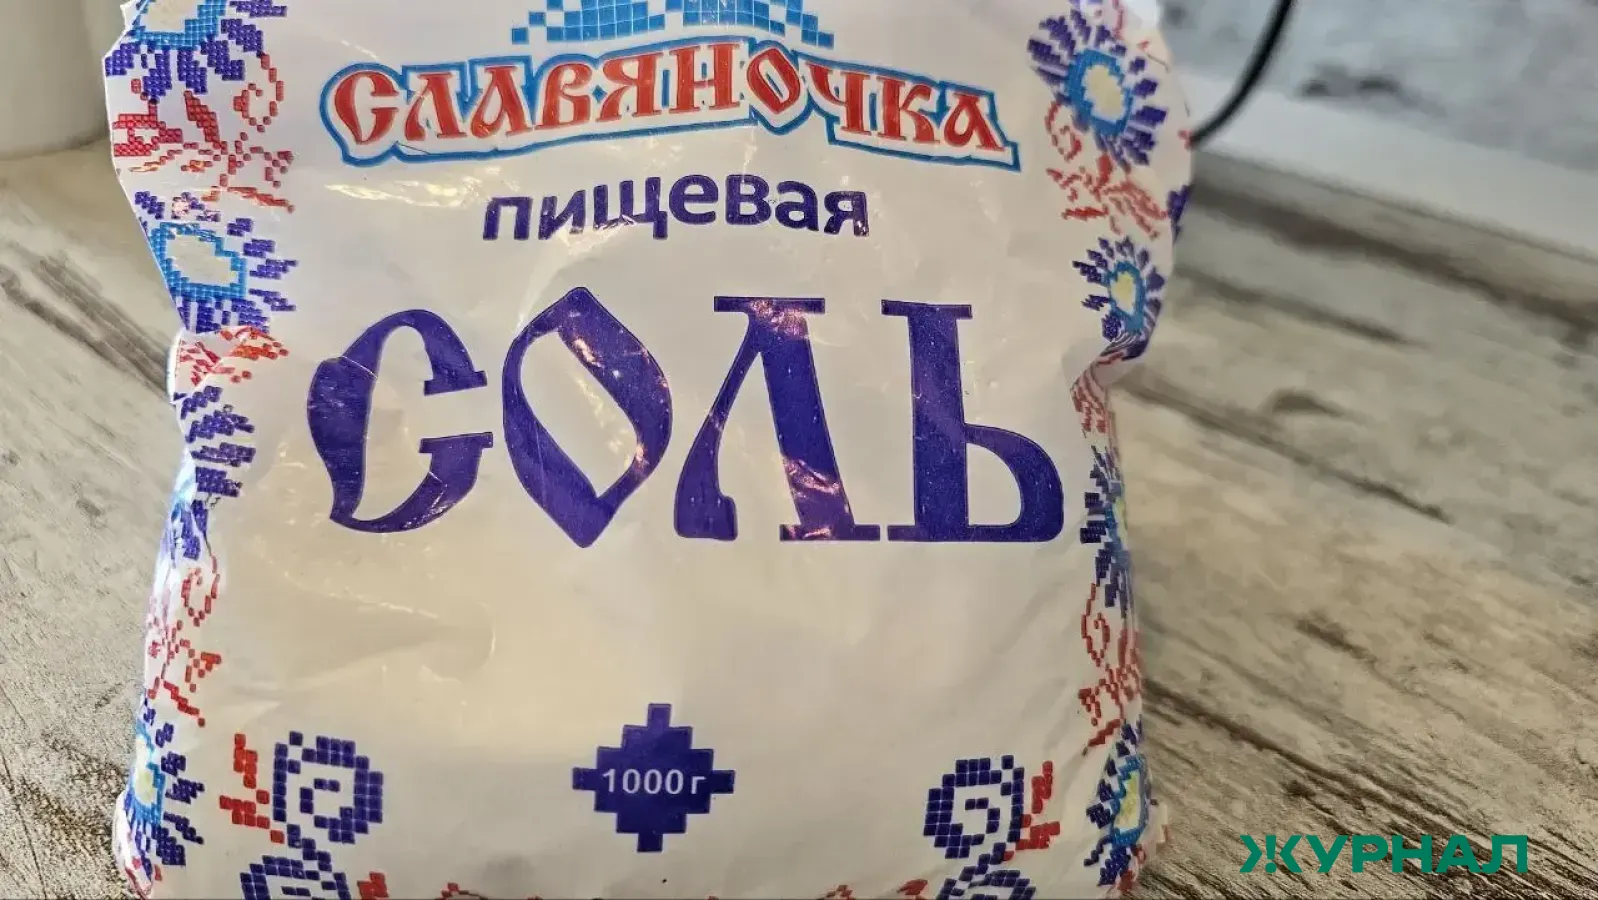 СЛАВЯНОЧКА
пищевая
СОЛЬ
1000 г
ЖУРНАЛ